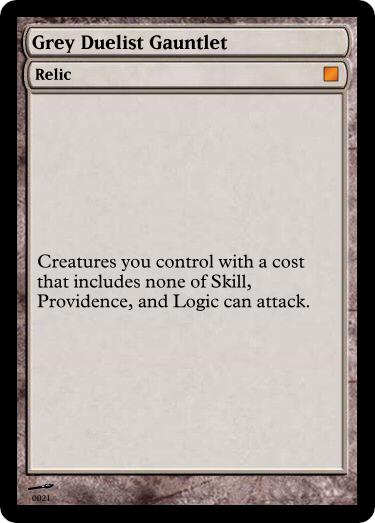 Grey Duelist Gauntlet
Relic
Creatures you control with a cost
that includes none of Skill,
Providence, and Logic can attack.
0021